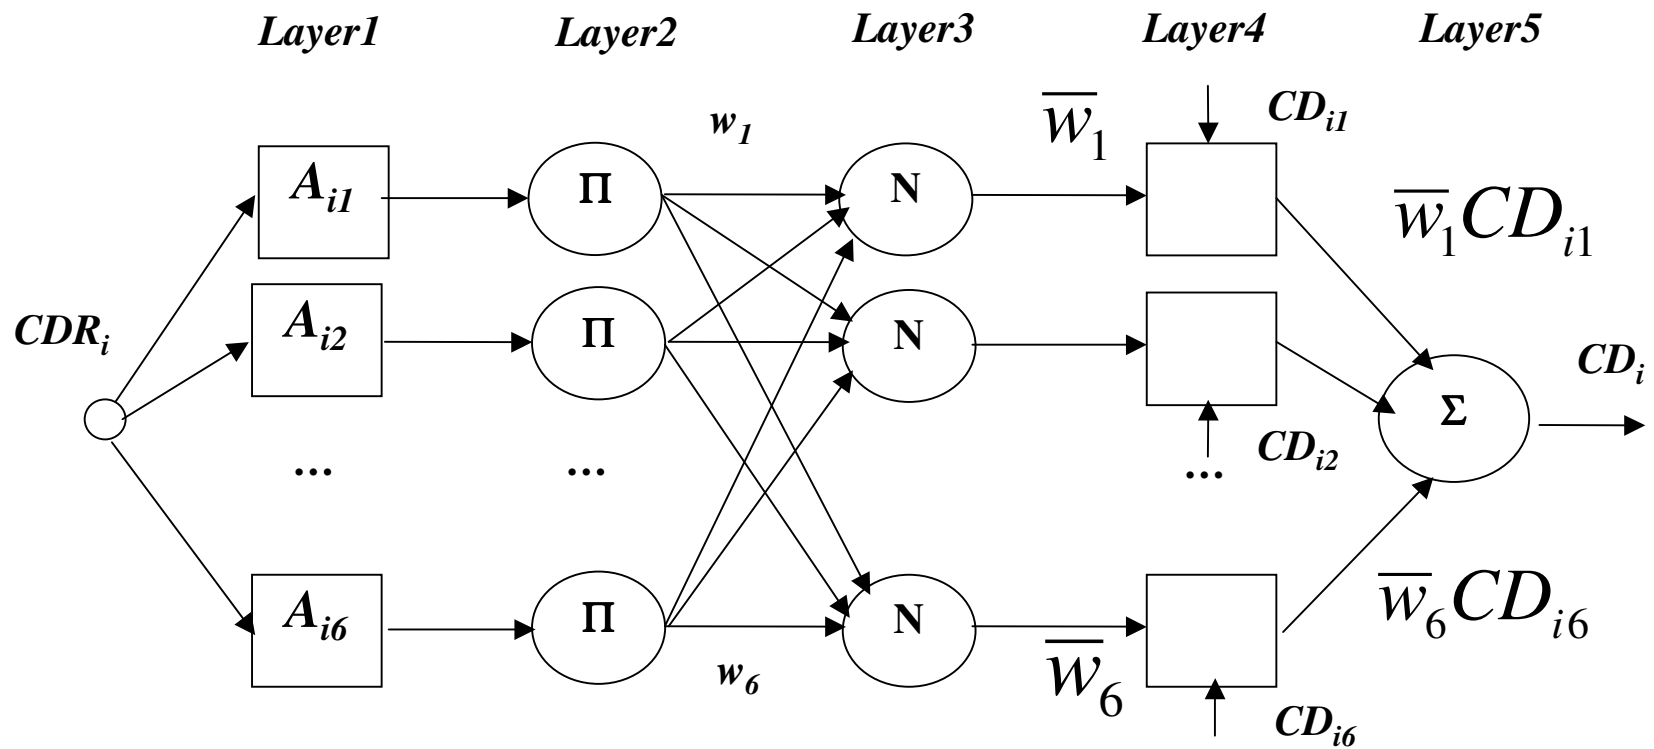 Layer1 Layer2 Layer3 Layer4 Layer5
w₁ w̅₁ CDᵢ₁
Aᵢ₁ Π N w̅₁CDᵢ₁
CDRᵢ Aᵢ₂ Π N CDᵢ
Σ
... ... ... CDᵢ₂
Aᵢ₆ Π N w̅₆CDᵢ₆
w₆ w̅₆ CDᵢ₆